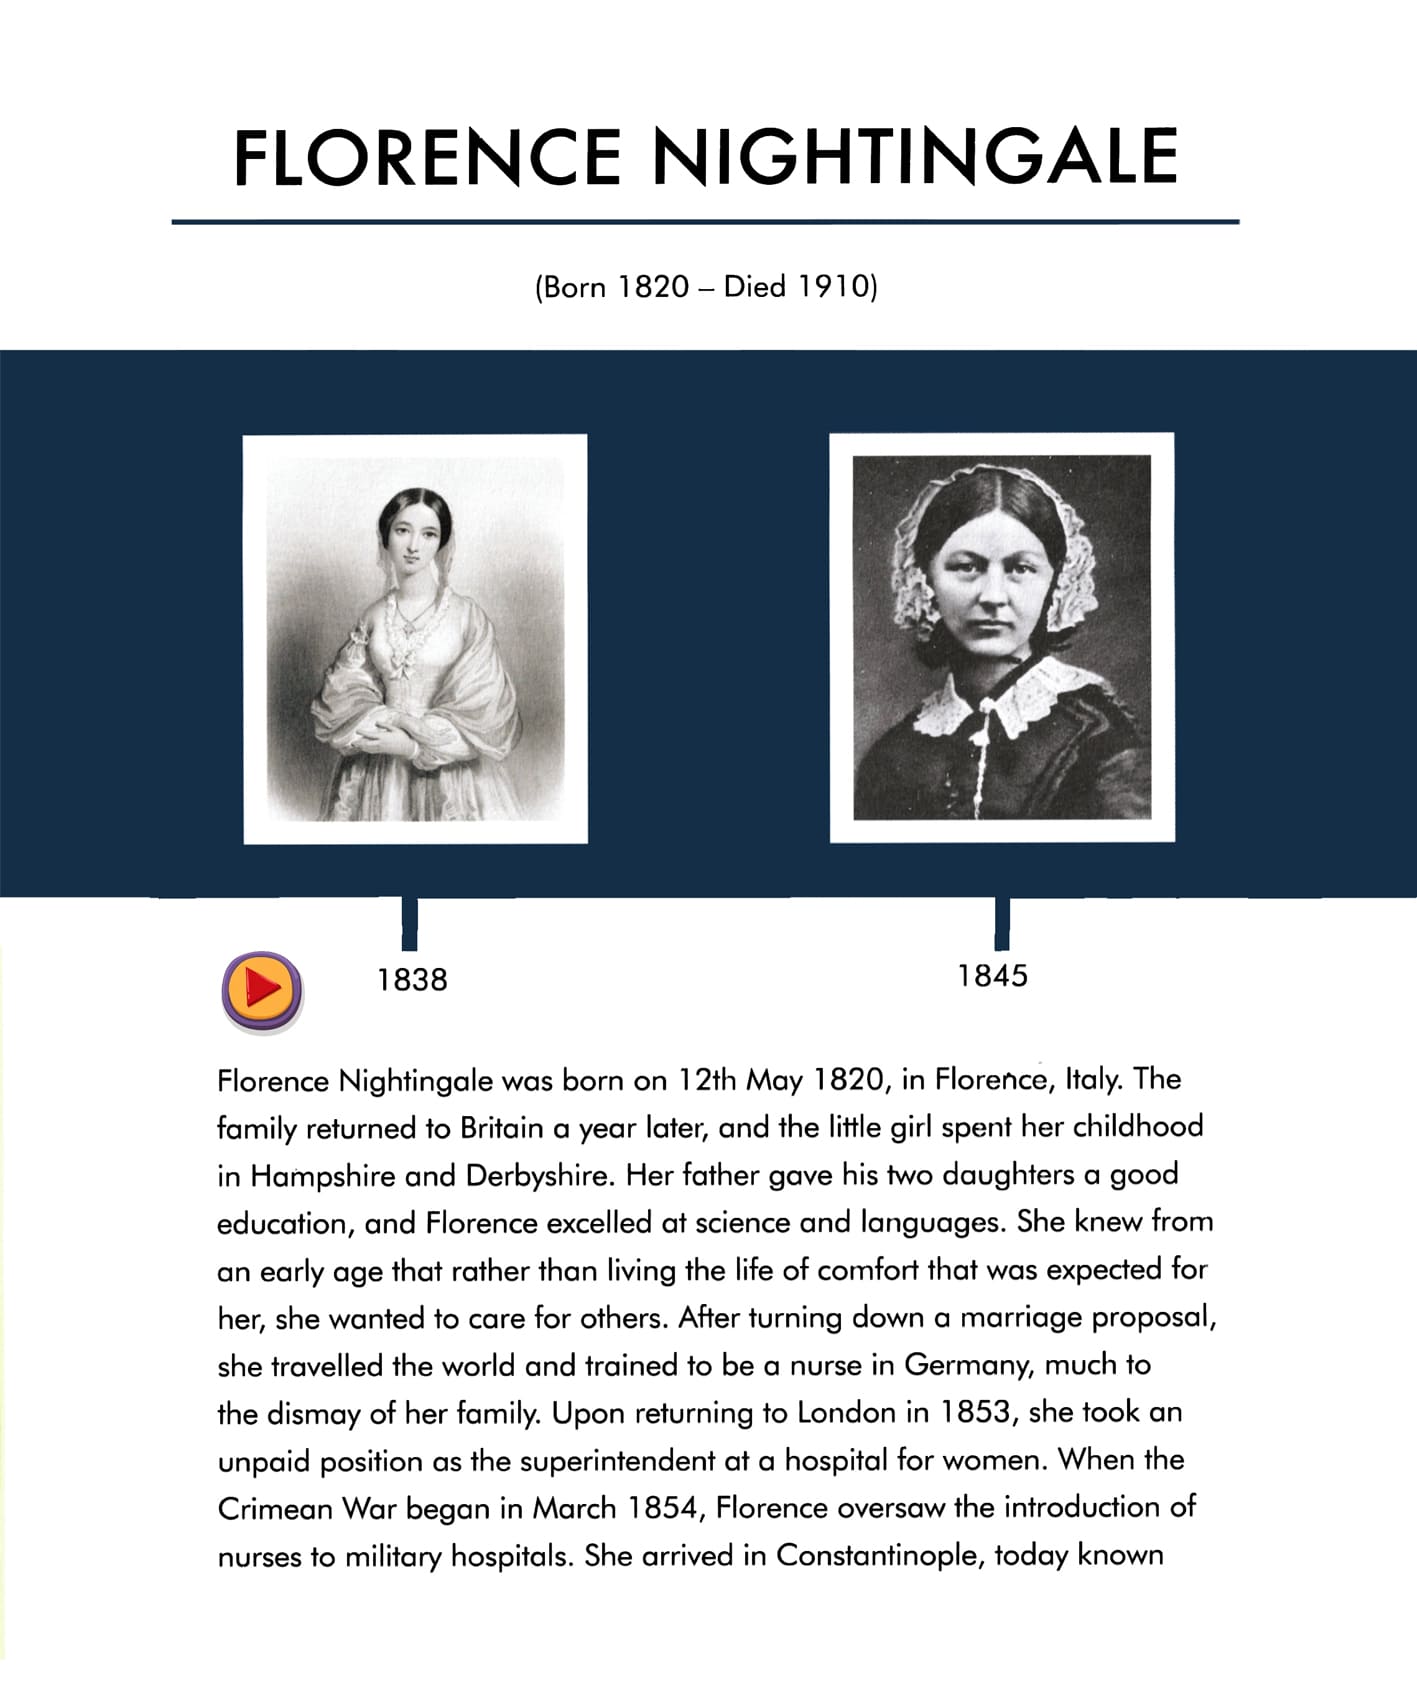 FLORENCE NIGHTINGALE
(Born 1820 – Died 1910)
1838
1845
Florence Nightingale was born on 12th May 1820, in Florence, Italy. The
family returned to Britain a year later, and the little girl spent her childhood
in Hampshire and Derbyshire. Her father gave his two daughters a good
education, and Florence excelled at science and languages. She knew from
an early age that rather than living the life of comfort that was expected for
her, she wanted to care for others. After turning down a marriage proposal,
she travelled the world and trained to be a nurse in Germany, much to
the dismay of her family. Upon returning to London in 1853, she took an
unpaid position as the superintendent at a hospital for women. When the
Crimean War began in March 1854, Florence oversaw the introduction of
nurses to military hospitals. She arrived in Constantinople, today known